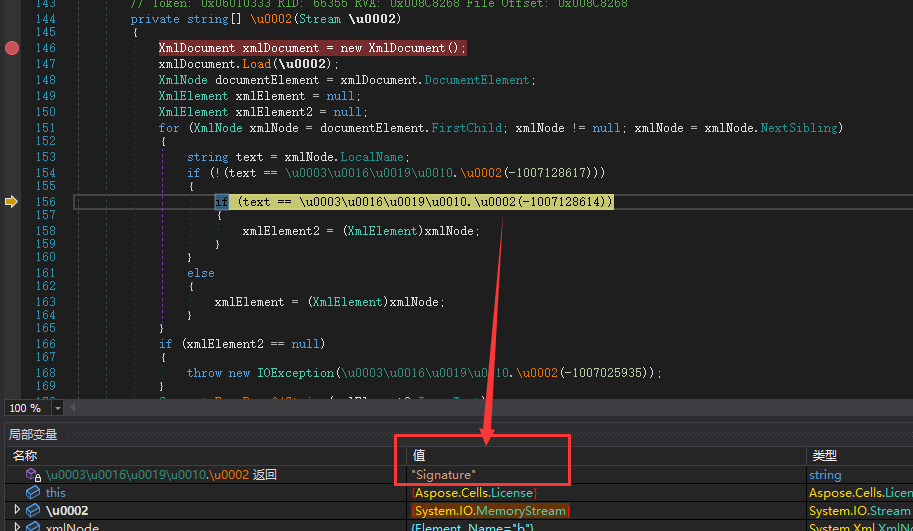 143 // Token: 0x06010333 RID: 66355 RVA: 0x008C8268 File Offset: 0x008C8268
144 private string[] \u0002(Stream \u0002)
145 {
146 XmlDocument xmlDocument = new XmlDocument();
147 xmlDocument.Load(\u0002);
148 XmlNode documentElement = xmlDocument.DocumentElement;
149 XmlElement xmlElement = null;
150 XmlElement xmlElement2 = null;
151 for (XmlNode xmlNode = documentElement.FirstChild; xmlNode != null; xmlNode = xmlNode.NextSibling)
152 {
153 string text = xmlNode.LocalName;
154 if (!(text == \u0003\u0016\u0019\u0010.\u0002(-1007128617)))
155 {
156 if (text == \u0003\u0016\u0019\u0010.\u0002(-1007128614))
157 {
158 xmlElement2 = (XmlElement)xmlNode;
159 }
160 }
161 else
162 {
163 xmlElement = (XmlElement)xmlNode;
164 }
165 }
166 if (xmlElement2 == null)
167 {
168 throw new IOException(\u0003\u0016\u0019\u0010.\u0002(-1007025935));
169 }
100 %
局部变量
名称 值 类型
\u0003\u0016\u0019\u0010.\u0002 返回 "Signature" string
this {Aspose.Cells.License} Aspose.Cells.Licen
\u0002 {System.IO.MemoryStream} System.IO.Stream
xmlNode {Element, Name="h"} System.Xml.XmlNo